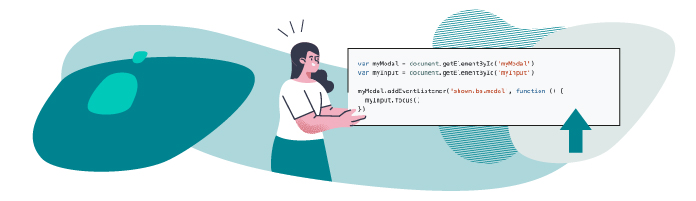 var myModal = document.getElementById('myModal')
var myInput = document.getElementById('myInput')
myModal.addEventListener('shown.bs.modal', function () {
myInput.focus()
})